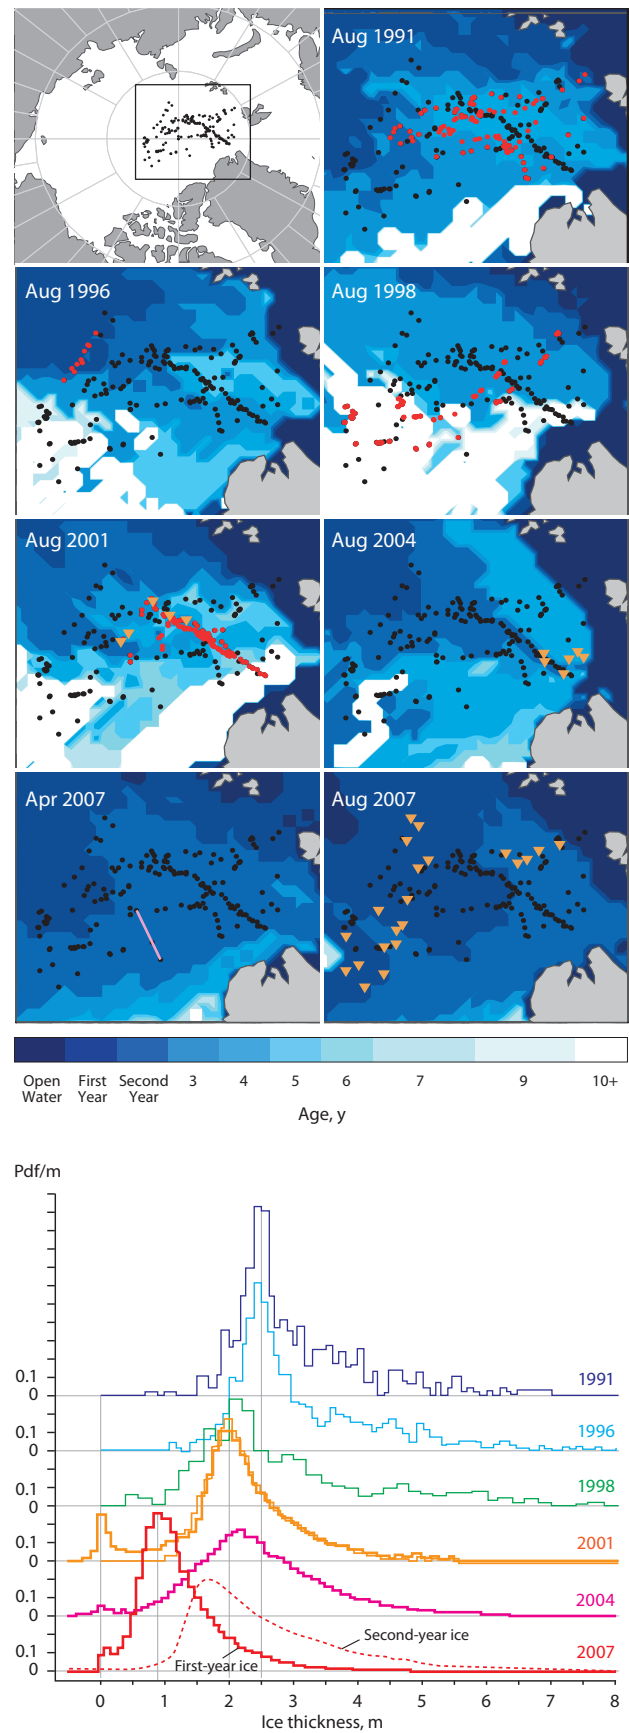 Aug 1991
Aug 1996
Aug 1998
Aug 2001
Aug 2004
Apr 2007
Aug 2007
Open Water
First Year
Second Year
3
4
5
6
7
9
10+
Age, y
Pdf/m
0.1
0
1991
0.1
0
1996
0.1
0
1998
0.1
0
2001
0.1
0
2004
Second-year ice
0.1
0
First-year ice
2007
0 1 2 3 4 5 6 7 8
Ice thickness, m